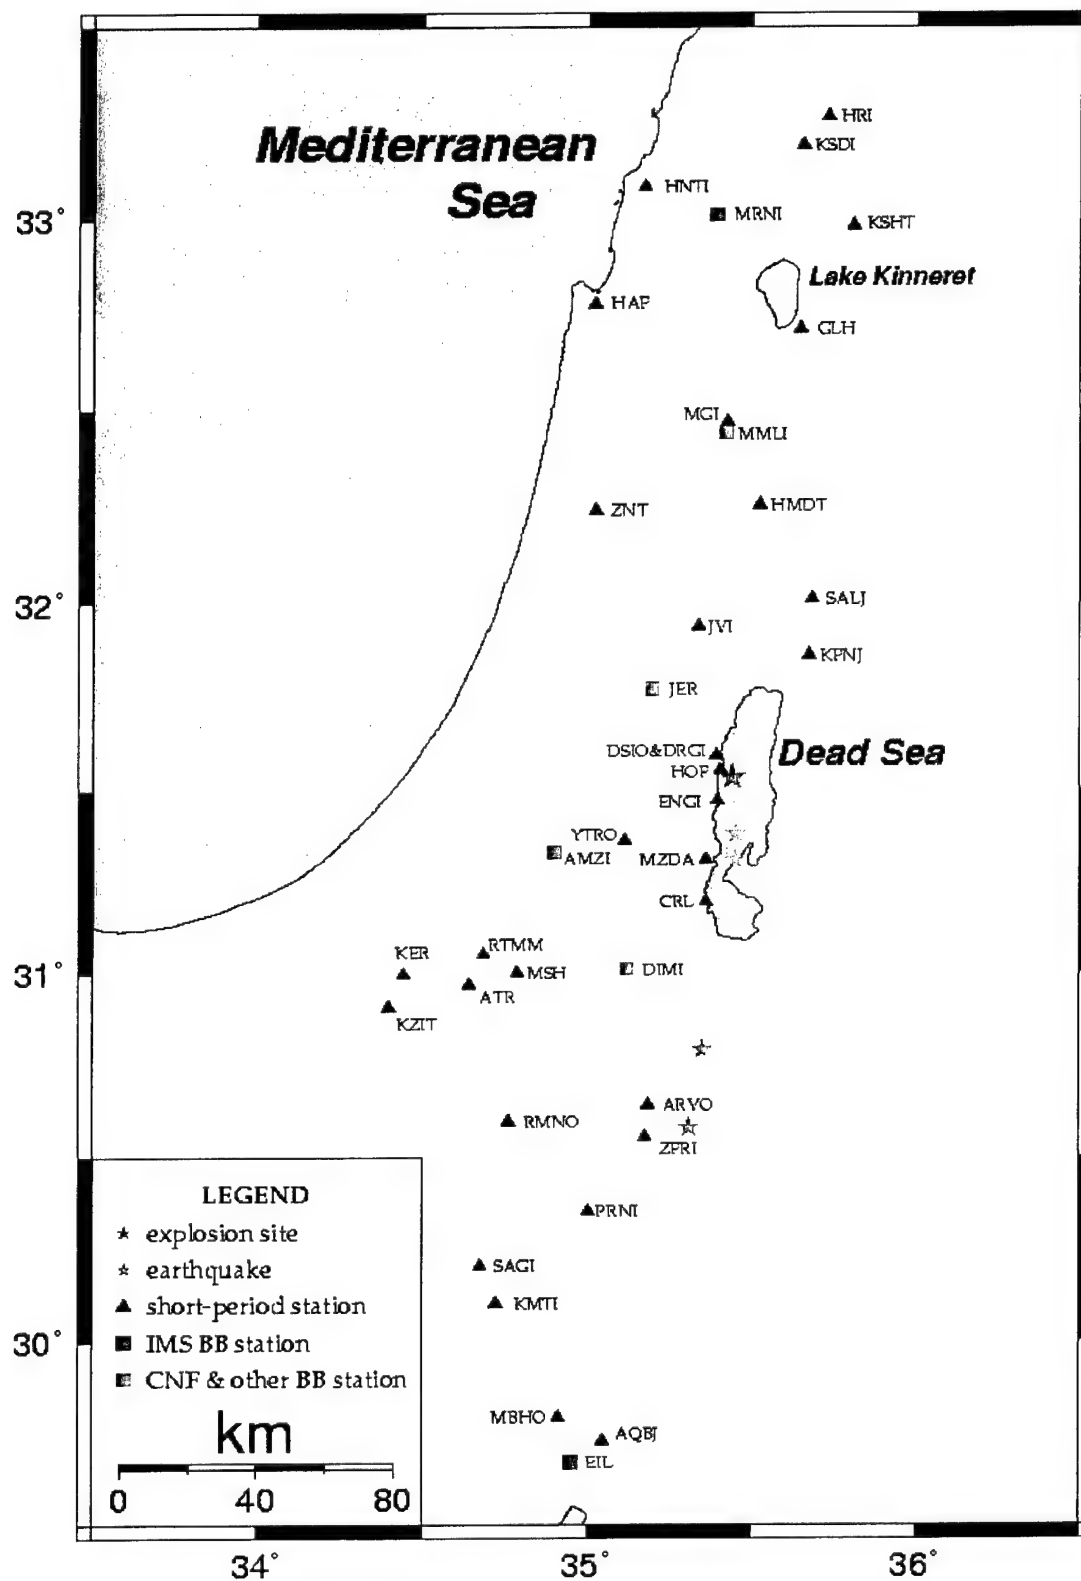 Mediterranean
Sea
HRI
KSDI
HNTI
MRNI
KSHT
33°
Lake Kinneret
HAF
GLH
MGI
MMLI
ZNT
HMDT
32°
SALJ
JVI
KFNJ
JER
DSIO&DRGI
Dead Sea
HOF
ENGI
YTRO
AMZI
MZDA
CRL
KER
RTMM
31°
MSH
DIMI
ATR
KZIT
ARVO
RMNO
ZFRI
LEGEND
explosion site
earthquake
short-period station
IMS BB station
CNF & other BB station
km
0 40 80
PRNI
SAGI
KMTI
30°
MBHO
AQBJ
EIL
34° 35° 36°